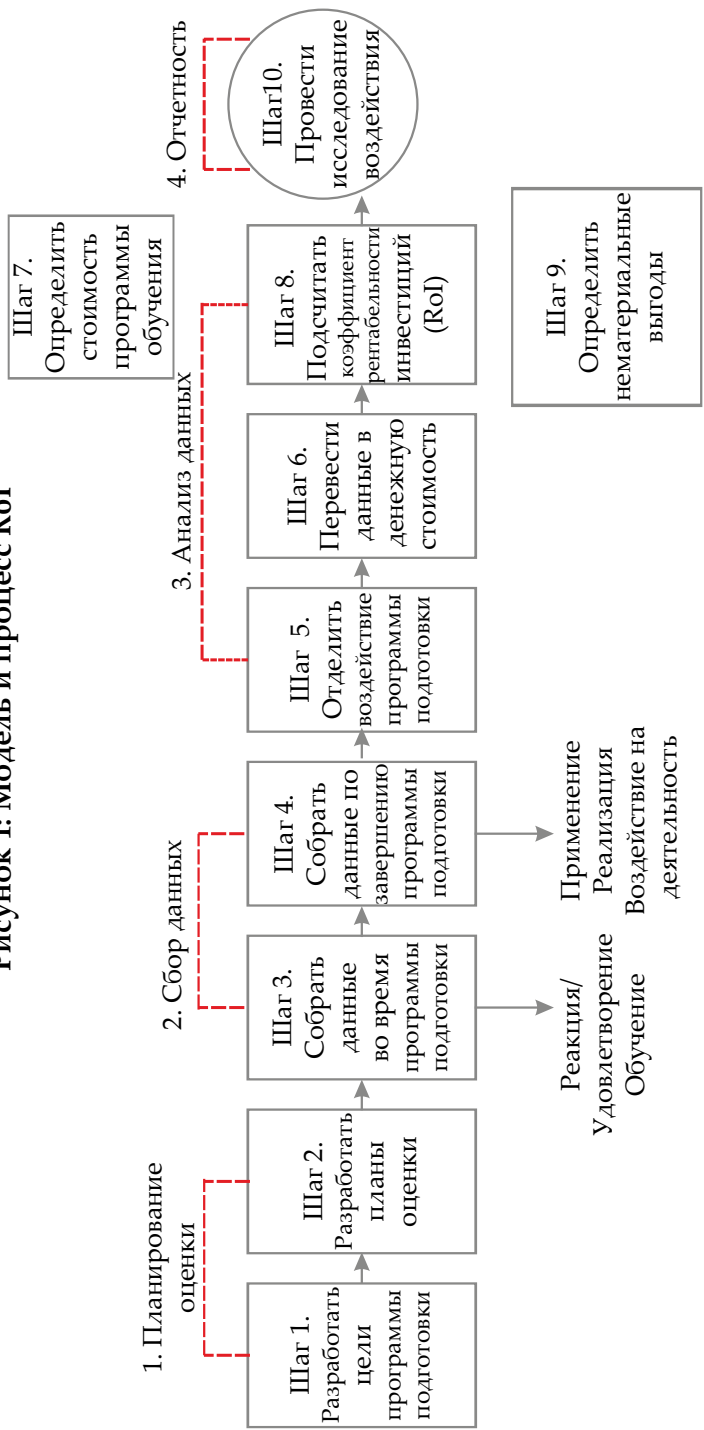 Рисунок 1: Модель и процесс RoI
1. Планирование
оценки
2. Сбор данных
3. Анализ данных
4. Отчетность
Шаг 7.
Определить
стоимость
программы
обучения
Шаг 1.
Разработать
цели
программы
подготовки
Шаг 2.
Разработать
планы
оценки
Шаг 3.
Собрать
данные
во время
программы
подготовки
Шаг 4.
Собрать
данные по
завершению
программы
подготовки
Шаг 5.
Отделить
воздействие
программы
подготовки
Шаг 6.
Перевести
данные в
денежную
стоимость
Шаг 8.
Подсчитать
коэффициент
рентабельности
инвестиций
(RoI)
Шаг10.
Провести
исследование
воздействия
Реакция/
Удовлетворение
Обучение
Применение
Реализация
Воздействие на
деятельность
Шаг 9.
Определить
нематериальные
выгоды